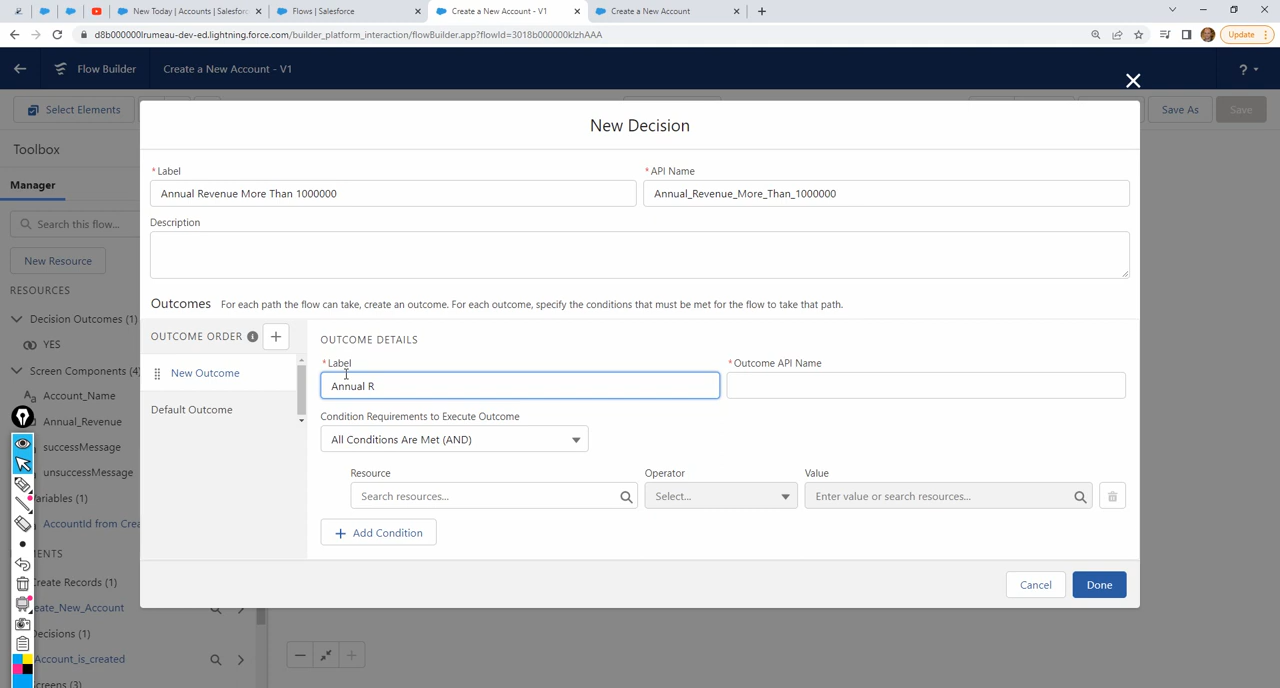 New Today | Accounts | Salesforc
Flows | Salesforce
Create a New Account - V1
Create a New Account
d8b000000lrumeau-dev-ed.lightning.force.com/builder_platform_interaction/flowBuilder.app?flowId=3018b000000klzhAAA
Update
Flow Builder
Create a New Account - V1
?
Select Elements
Save As
Save
New Decision
Toolbox
Manager
Search this flow...
New Resource
RESOURCES
Decision Outcomes (1)
YES
Screen Components (4)
Account_Name
Annual_Revenue
successMessage
unsuccessMessage
Variables (1)
AccountId from Crea
EMENTS
Create Records (1)
eate_New_Account
Decisions (1)
Account_is_created
Screens (3)
* Label
* API Name
Annual Revenue More Than 1000000
Annual_Revenue_More_Than_1000000
Description
Outcomes For each path the flow can take, create an outcome. For each outcome, specify the conditions that must be met for the flow to take that path.
OUTCOME ORDER
New Outcome
Default Outcome
OUTCOME DETAILS
* Label
* Outcome API Name
Annual R
Condition Requirements to Execute Outcome
All Conditions Are Met (AND)
Resource
Operator
Value
Search resources...
Select...
Enter value or search resources...
Add Condition
Cancel
Done